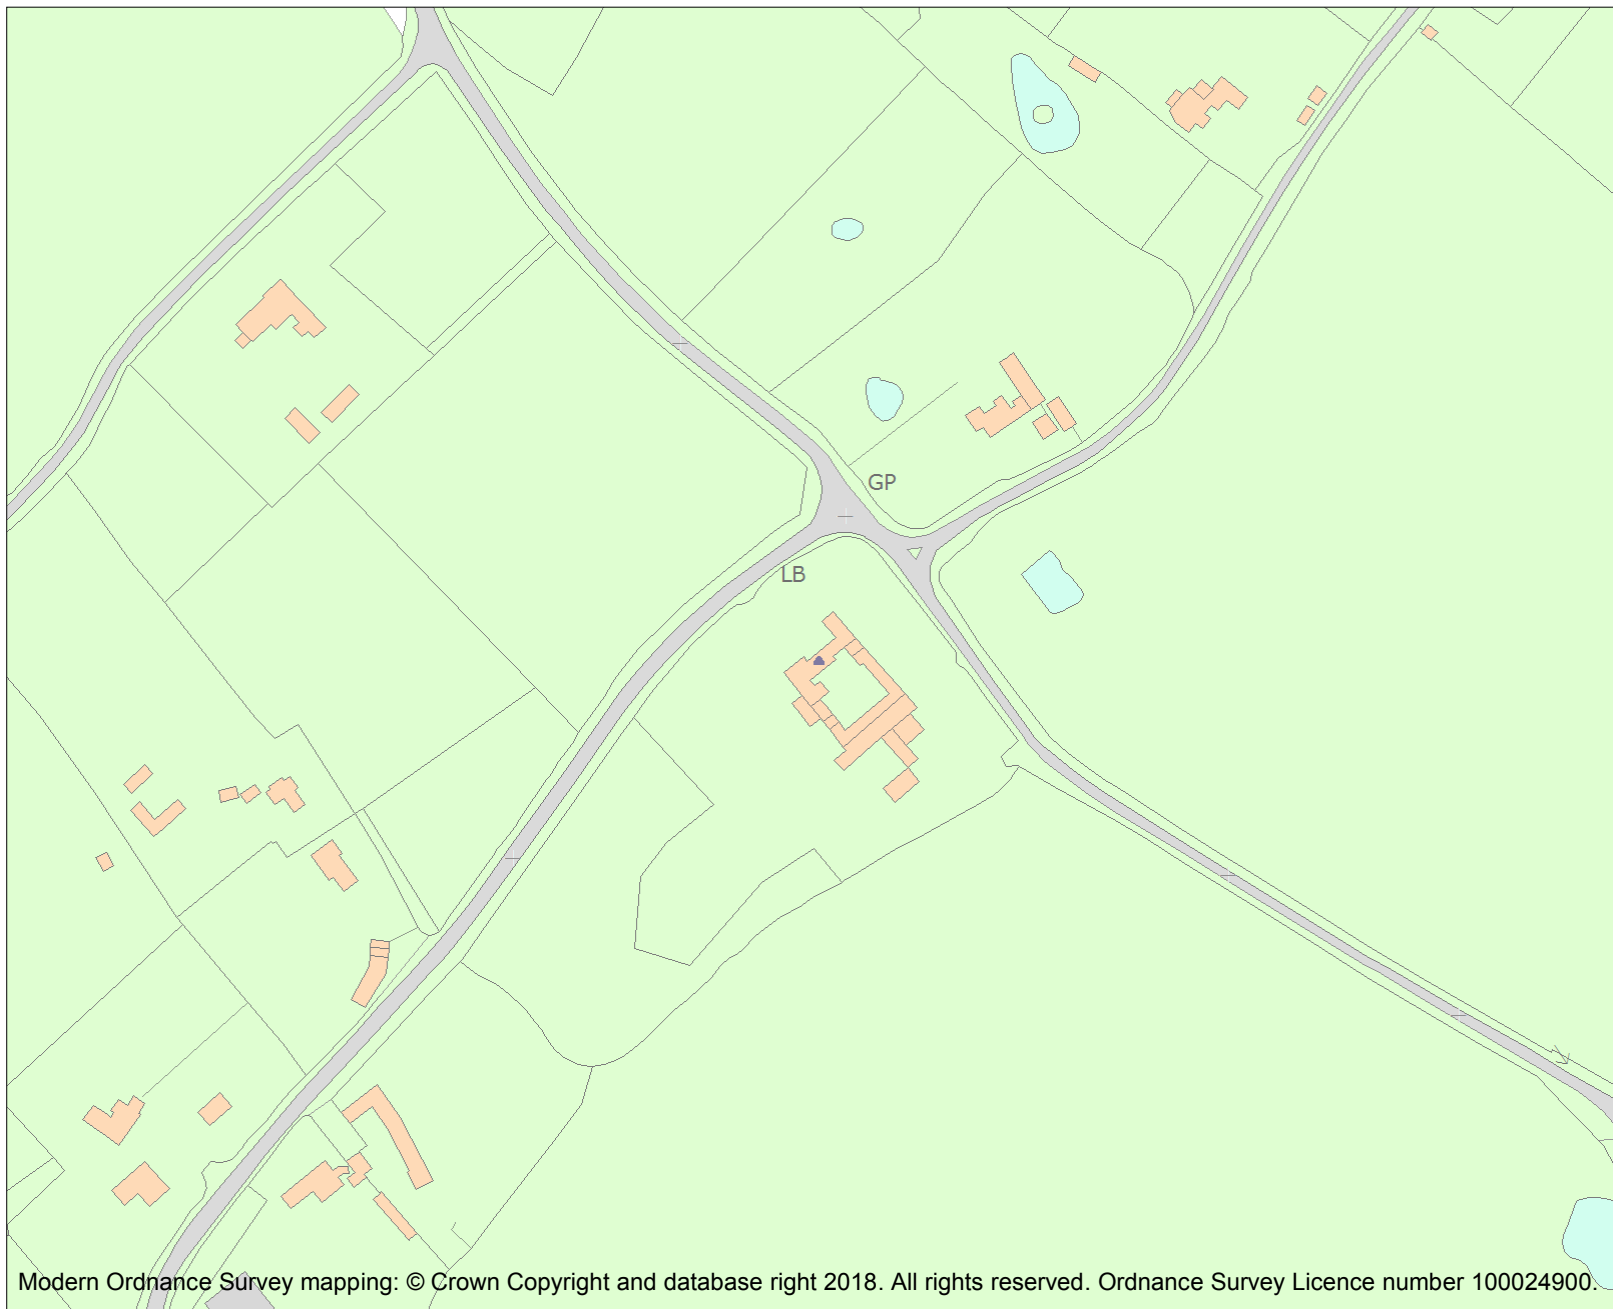 GP
LB
Modern Ordnance Survey mapping: © Crown Copyright and database right 2018. All rights reserved. Ordnance Survey Licence number 100024900.